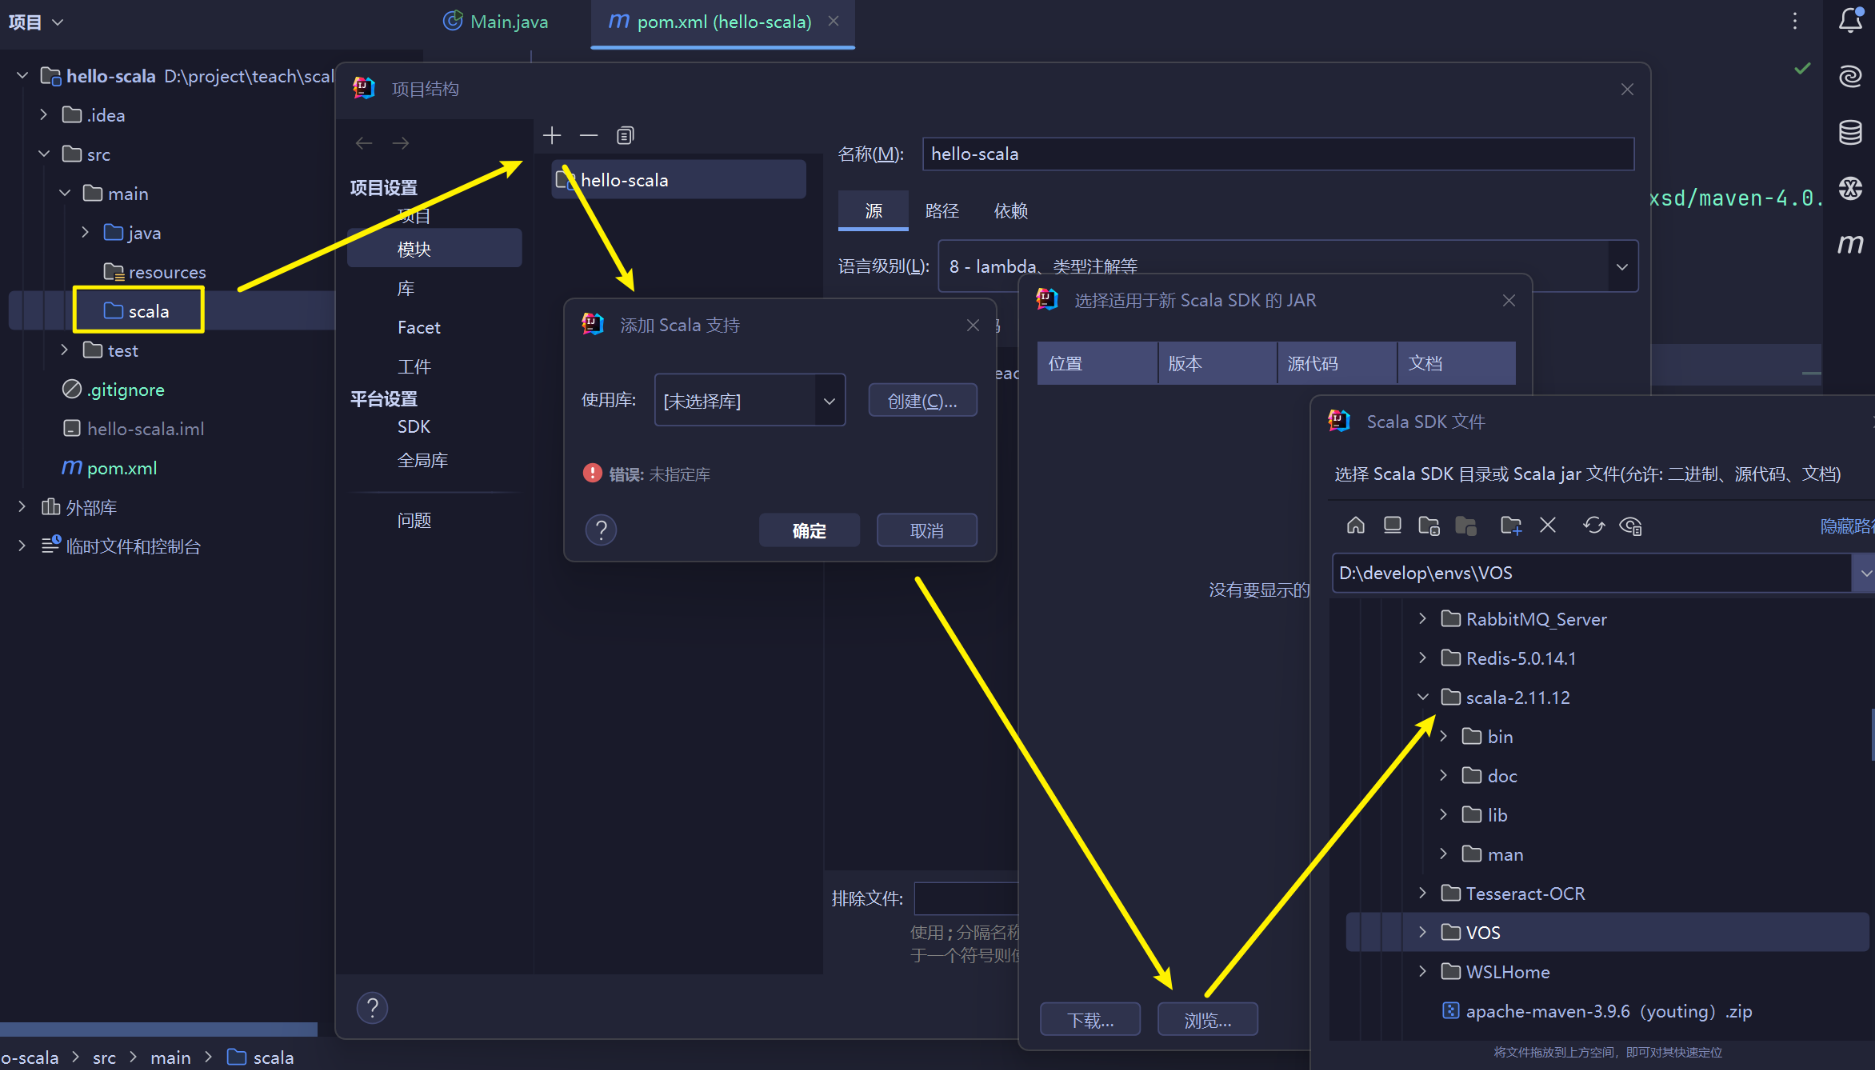 项目
Main.java
pom.xml (hello-scala)
hello-scala D:\project\teach\scal
.idea
src
main
java
resources
scala
test
.gitignore
hello-scala.iml
pom.xml
外部库
临时文件和控制台
项目结构
项目设置
项目
模块
库
Facet
工件
平台设置
SDK
全局库
问题
hello-scala
名称(M):
hello-scala
源
路径
依赖
语言级别(L):
8 - lambda、类型注解等
xsd/maven-4.0.
添加 Scala 支持
使用库:
[未选择库]
创建(C)...
错误: 未指定库
?
确定
取消
eac
排除文件:
使用 ; 分隔名称
于一个符号则使
?
选择适用于新 Scala SDK 的 JAR
位置
版本
源代码
文档
没有要显示的
下载...
浏览...
Scala SDK 文件
选择 Scala SDK 目录或 Scala jar 文件(允许: 二进制、源代码、文档)
隐藏路径
D:\develop\envs\VOS
RabbitMQ_Server
Redis-5.0.14.1
scala-2.11.12
bin
doc
lib
man
Tesseract-OCR
VOS
WSLHome
apache-maven-3.9.6（youting）.zip
将文件拖放到上方空间，即可对其快速定位
o-scala
src
main
scala